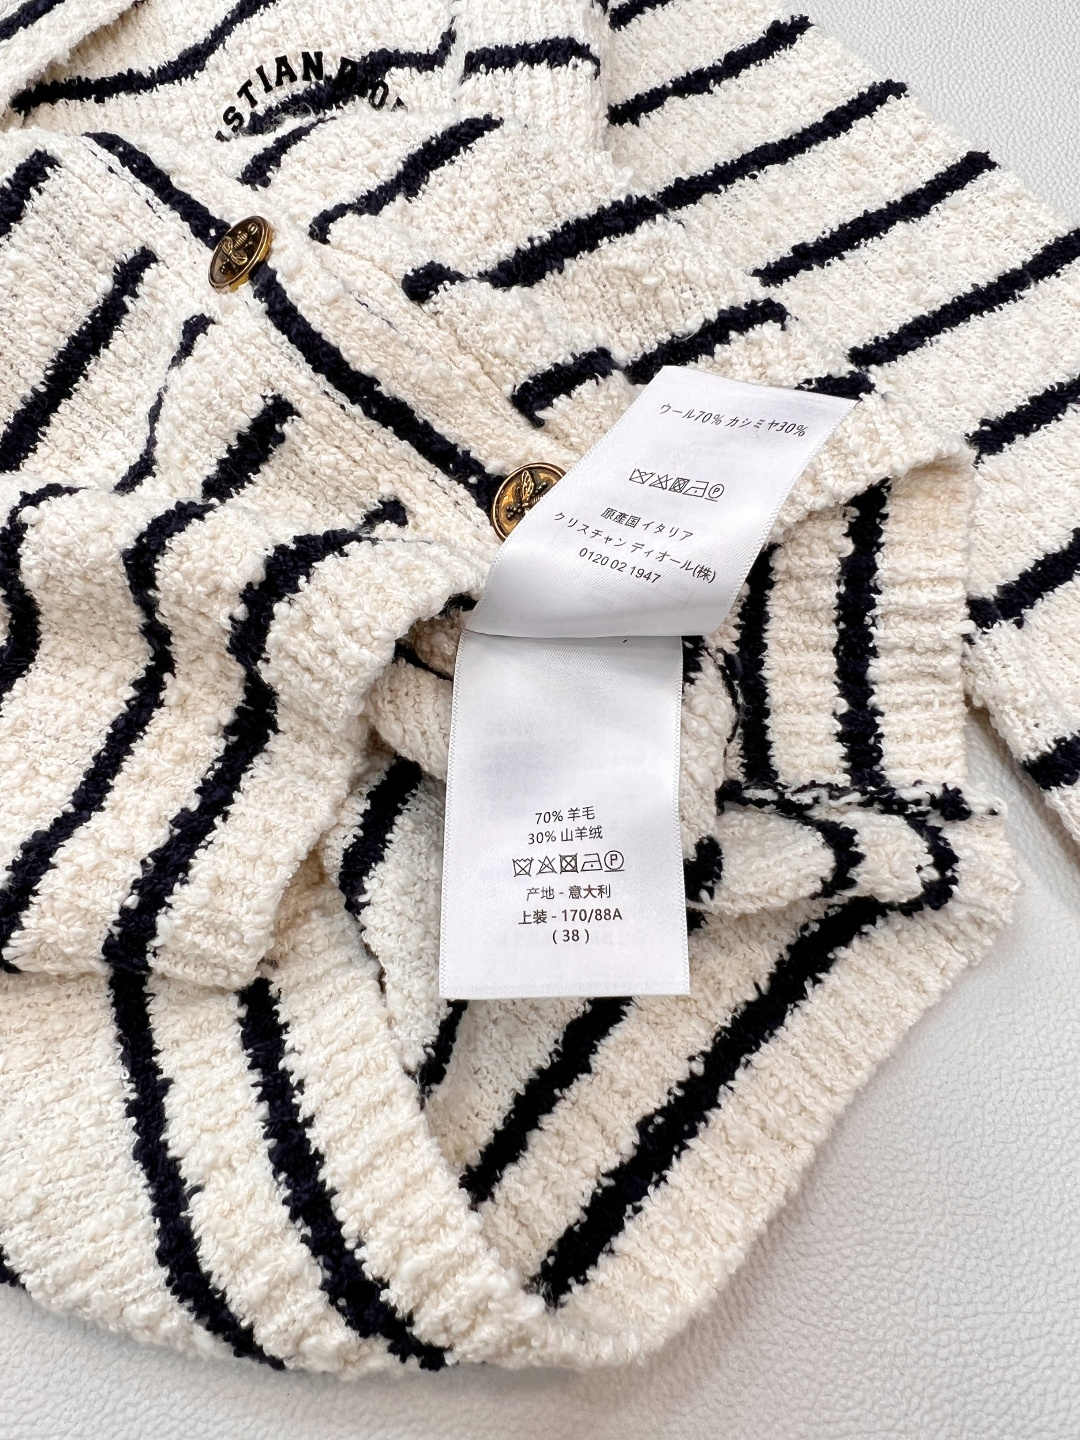 STIAN DIO
ウール70% カシミヤ30%
原産国 イタリア
クリスチャン ディオール(株)
0120 02 1947
70% 羊毛
30% 山羊绒
P
产地 - 意大利
上装 - 170/88A
( 38 )